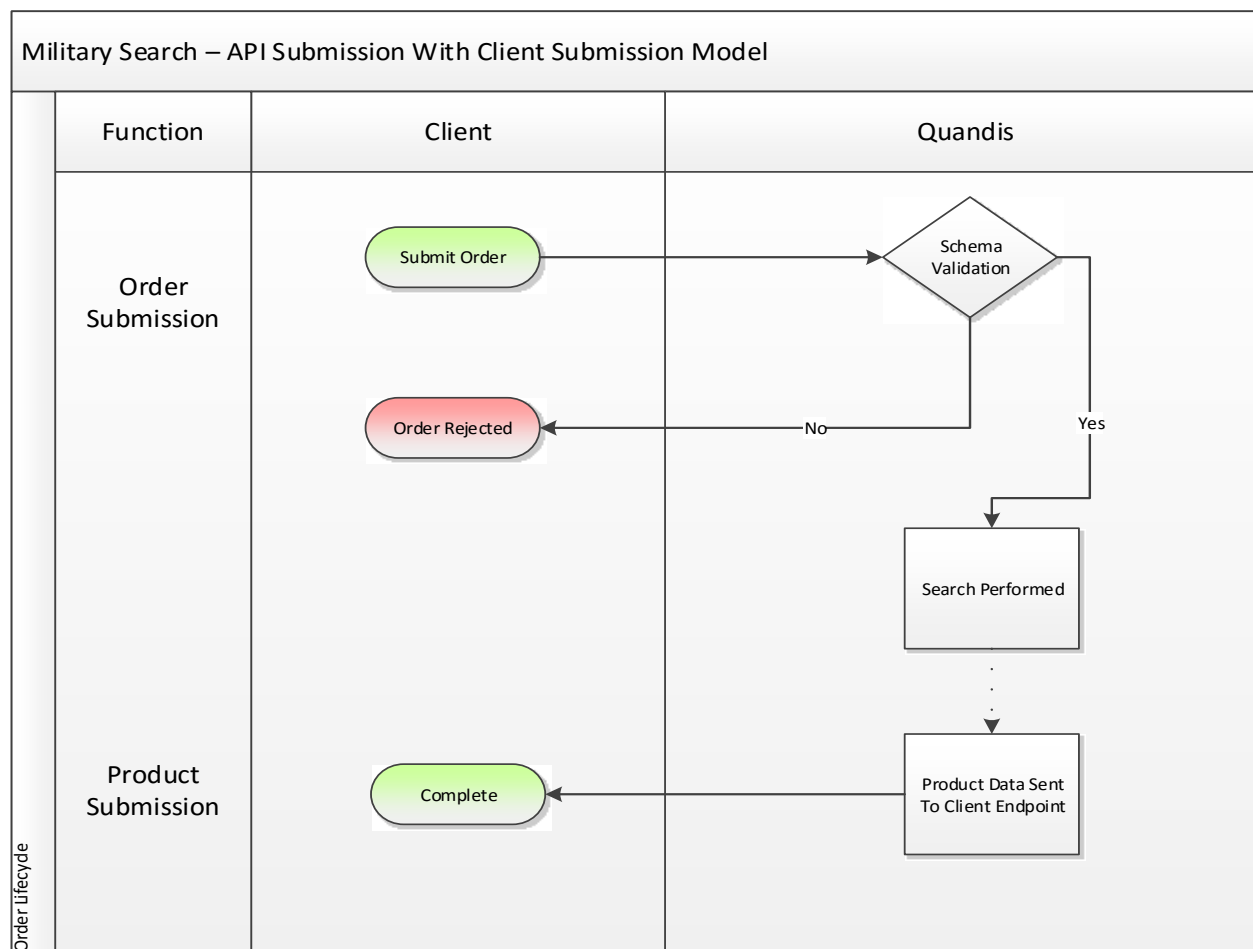 Military Search – API Submission With Client Submission Model
Function
Client
Quandis
Order
Submission
Submit Order
Schema
Validation
Order Rejected
No
Yes
Search Performed
Product
Submission
Complete
Product Data Sent
To Client Endpoint
Order Lifecycle